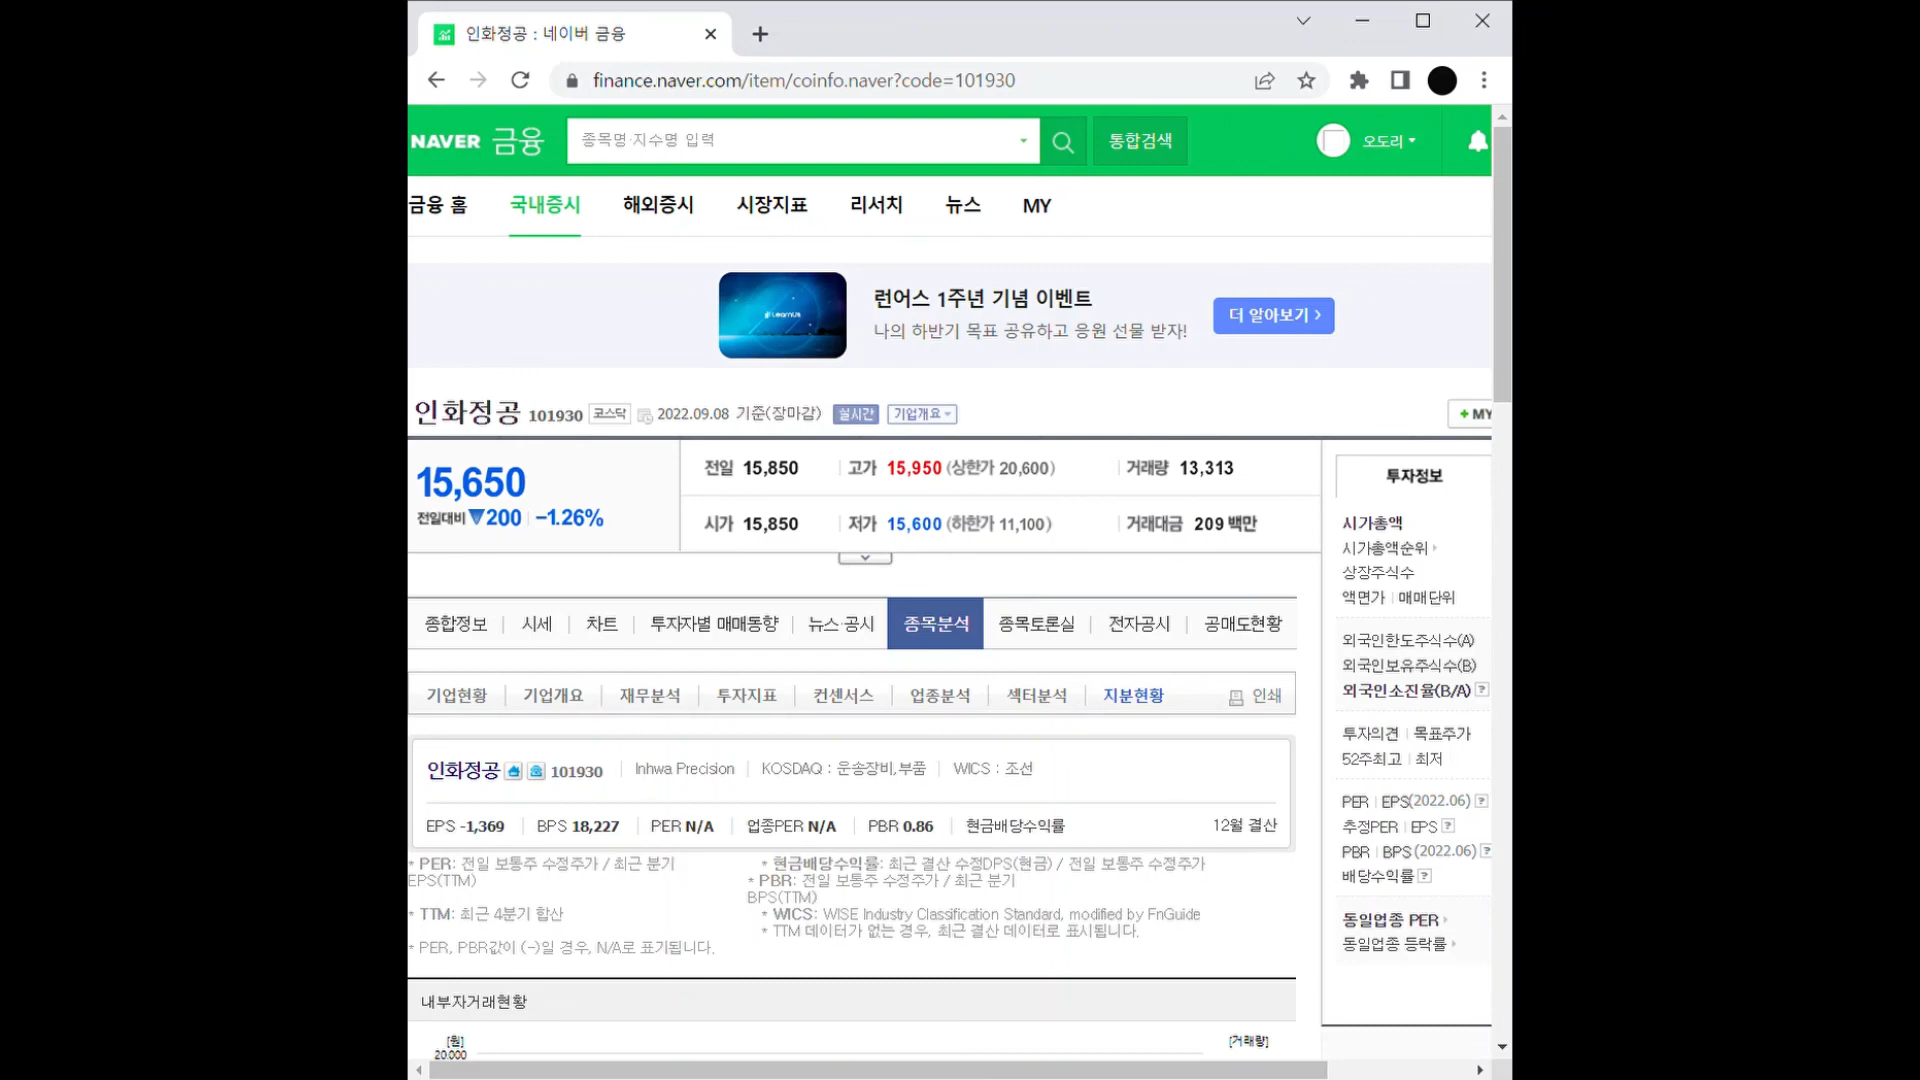 인화정공 : 네이버 금융
finance.naver.com/item/coinfo.naver?code=101930
NAVER 금융 종목명·지수명 입력 통합검색 오도리
금융 홈 국내증시 해외증시 시장지표 리서치 뉴스 MY
LearnUs
런어스 1주년 기념 이벤트
나의 하반기 목표 공유하고 응원 선물 받자!
더 알아보기 >
인화정공 101930 코스닥 2022.09.08 기준(장마감) 실시간 기업개요
+ MY
15,650
전일대비 ▼200 -1.26%
전일 15,850 고가 15,950 (상한가 20,600) 거래량 13,313
시가 15,850 저가 15,600 (하한가 11,100) 거래대금 209 백만
종합정보 시세 차트 투자자별 매매동향 뉴스·공시 종목분석 종목토론실 전자공시 공매도현황
기업현황 기업개요 재무분석 투자지표 컨센서스 업종분석 섹터분석 지분현황 인쇄
인화정공 101930 Inhwa Precision KOSDAQ : 운송장비,부품 WICS : 조선
EPS -1,369 BPS 18,227 PER N/A 업종PER N/A PBR 0.86 현금배당수익률 12월 결산
* PER: 전일 보통주 수정주가 / 최근 분기
EPS(TTM)
* TTM: 최근 4분기 합산
* PER, PBR값이 (-)일 경우, N/A로 표기됩니다.
* 현금배당수익률: 최근 결산 수정DPS(현금) / 전일 보통주 수정주가
* PBR: 전일 보통주 수정주가 / 최근 분기
BPS(TTM)
* WICS: WISE Industry Classification Standard, modified by FnGuide
* TTM 데이터가 없는 경우, 최근 결산 데이터로 표시됩니다.
내부자거래현황
[원] [거래량]
20,000
투자정보
시가총액
시가총액순위
상장주식수
액면가 매매단위
외국인한도주식수(A)
외국인보유주식수(B)
외국인소진율(B/A) ?
투자의견 목표주가
52주최고 최저
PER EPS(2022.06) ?
추정PER EPS ?
PBR BPS (2022.06) ?
배당수익률 ?
동일업종 PER
동일업종 등락률